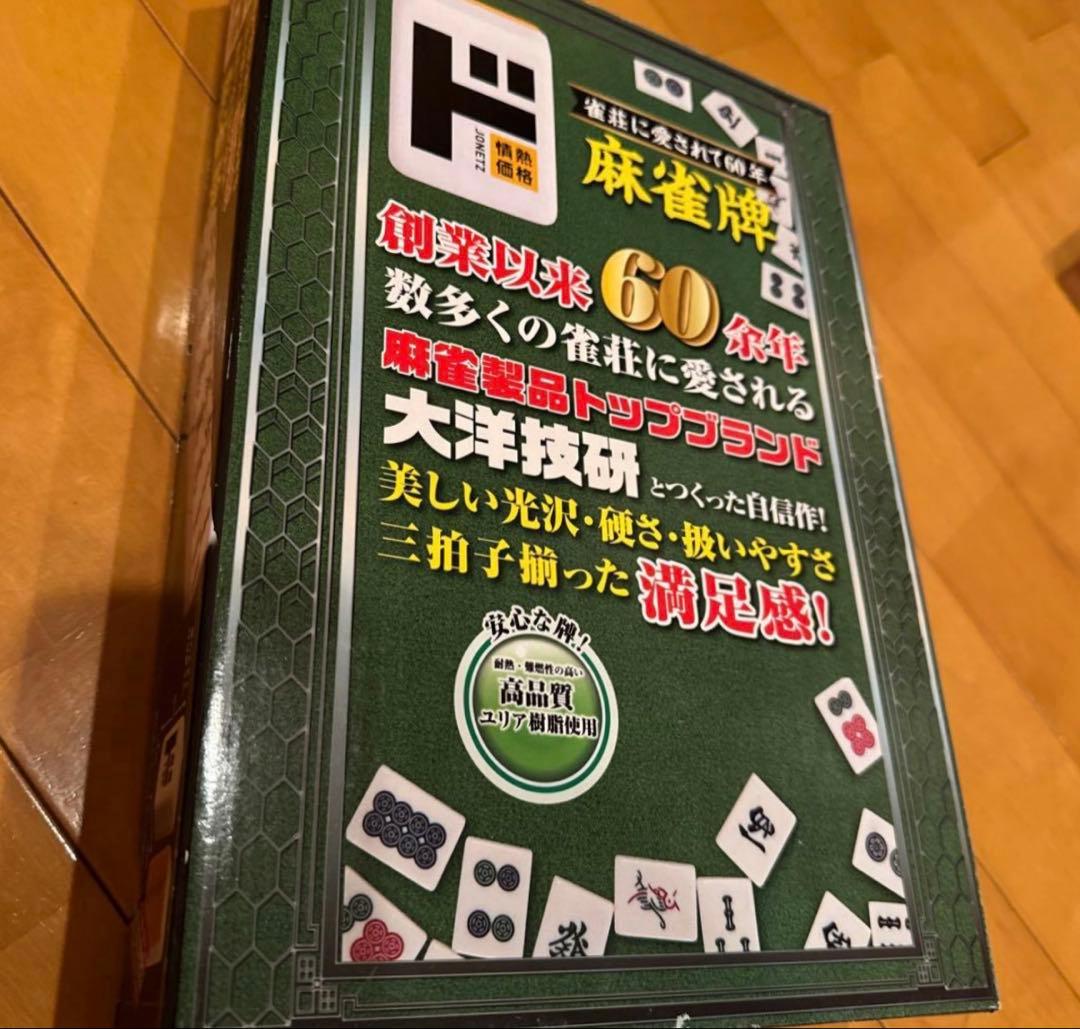 ド
JONETZ
情熱
価格
雀荘に愛されて60年
麻雀牌
創業以来60余年
数多くの雀荘に愛される
麻雀製品トップブランド
大洋技研とつくった自信作!
美しい光沢・硬さ・扱いやすさ
三拍子揃った満足感!
安心な牌!
耐熱・難燃性の高い
高品質
ユリア樹脂使用